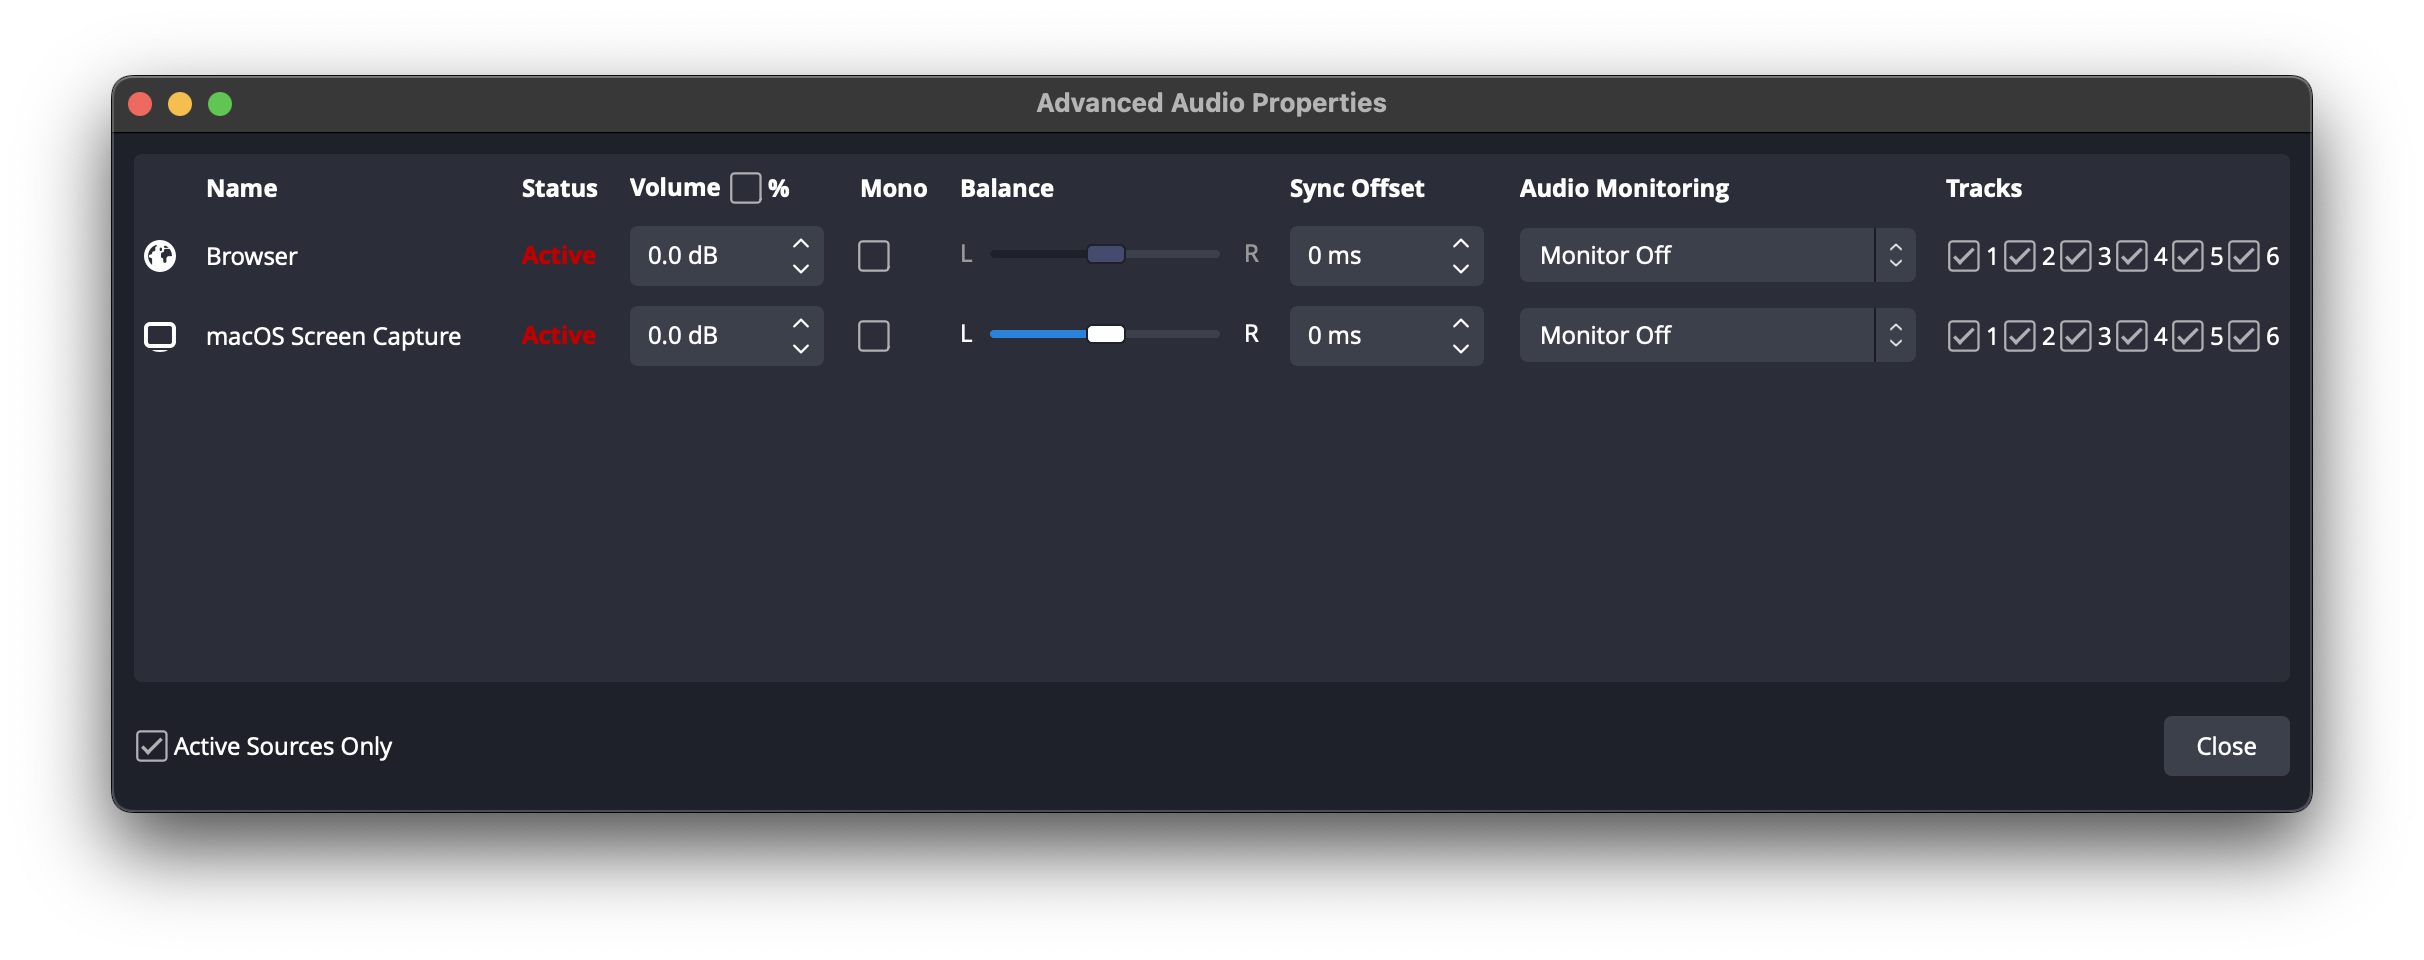 Advanced Audio Properties
Name Status Volume % Mono Balance Sync Offset Audio Monitoring Tracks
Browser Active 0.0 dB L R 0 ms Monitor Off 1 2 3 4 5 6
macOS Screen Capture Active 0.0 dB L R 0 ms Monitor Off 1 2 3 4 5 6
Active Sources Only Close